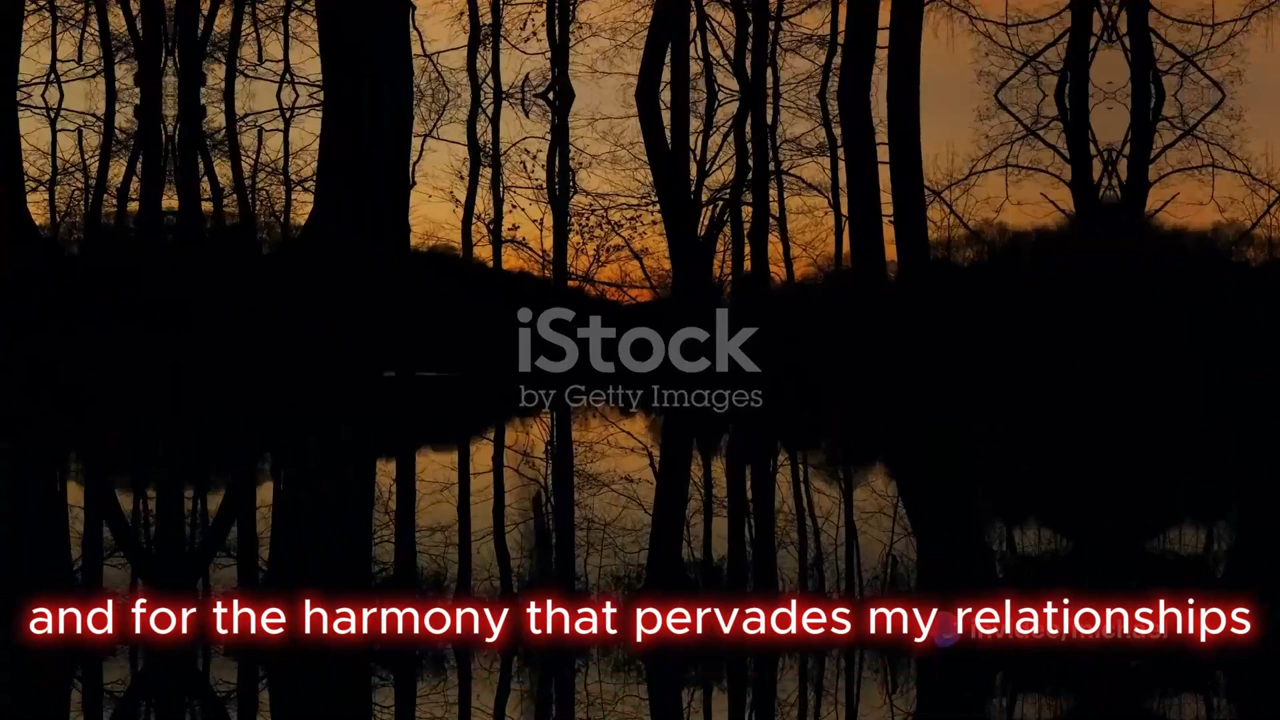 iStock
by Getty Images
and for the harmony that pervades my relationships